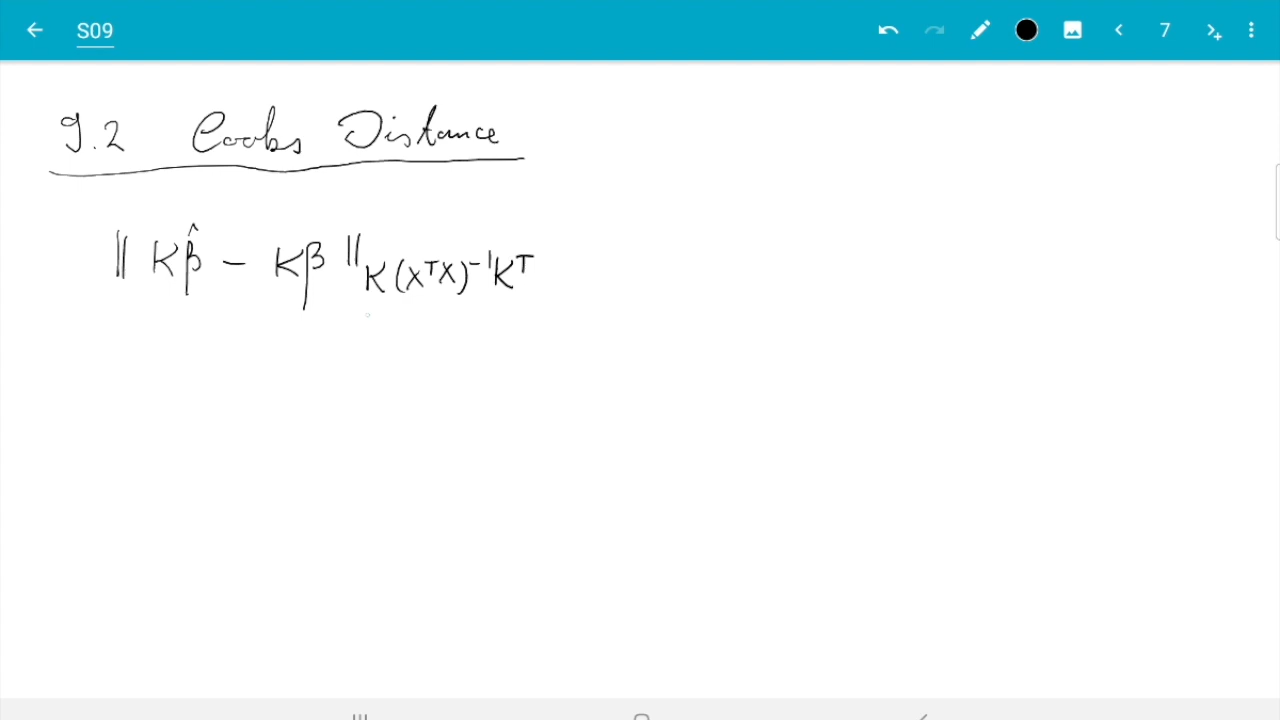 S09
7
9.2 Cooks Distance
‖ Kβ̂ − Kβ ‖_{K(XᵀX)⁻¹Kᵀ}